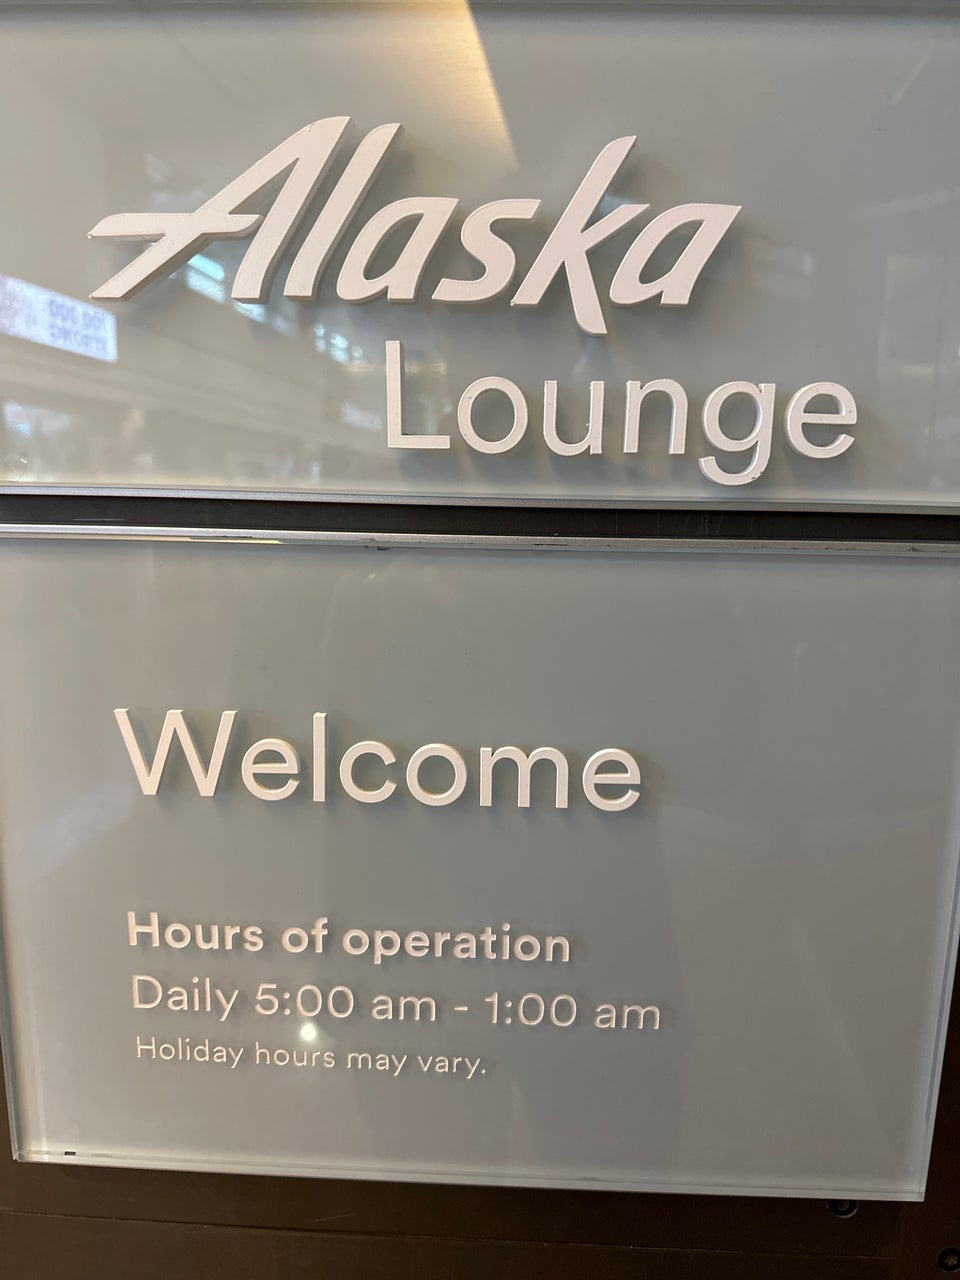 Alaska
Lounge
Welcome
Hours of operation
Daily 5:00 am - 1:00 am
Holiday hours may vary.